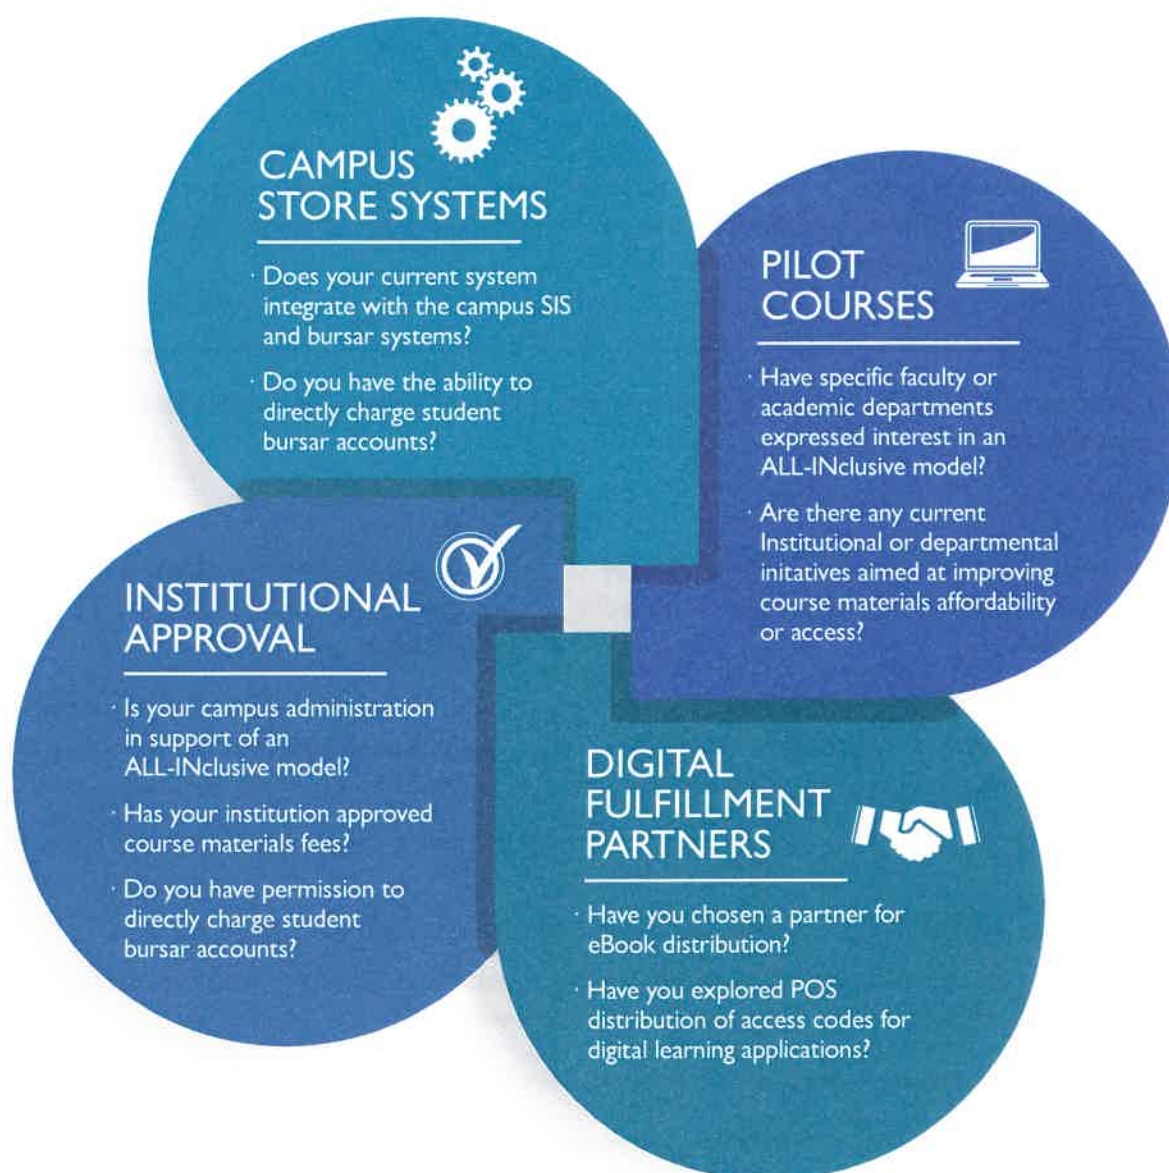 CAMPUS
STORE SYSTEMS
· Does your current system
integrate with the campus SIS
and bursar systems?
· Do you have the ability to
directly charge student
bursar accounts?
PILOT
COURSES
· Have specific faculty or
academic departments
expressed interest in an
ALL-INclusive model?
· Are there any current
Institutional or departmental
initatives aimed at improving
course materials affordability
or access?
INSTITUTIONAL
APPROVAL
· Is your campus administration
in support of an
ALL-INclusive model?
· Has your institution approved
course materials fees?
· Do you have permission to
directly charge student
bursar accounts?
DIGITAL
FULFILLMENT
PARTNERS
· Have you chosen a partner for
eBook distribution?
· Have you explored POS
distribution of access codes for
digital learning applications?